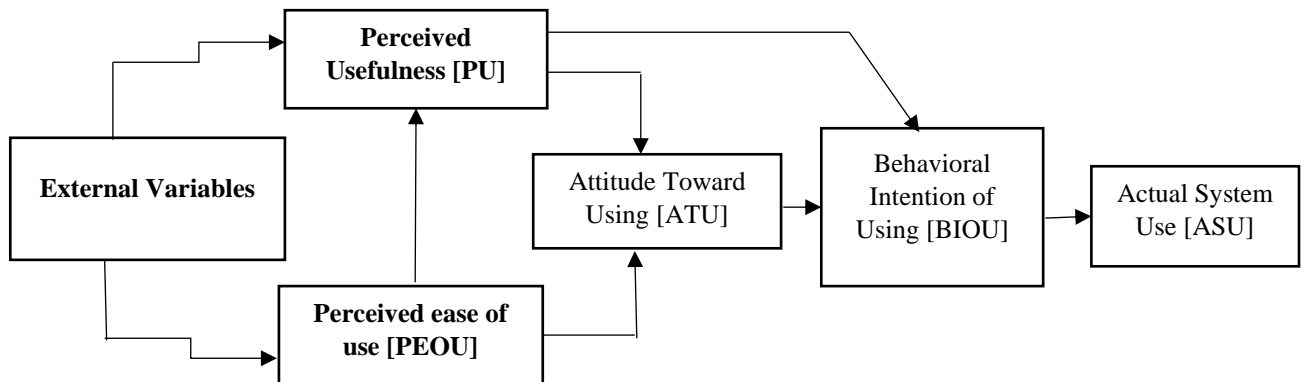 Perceived
Usefulness [PU]
External Variables
Attitude Toward
Using [ATU]
Behavioral
Intention of
Using [BIOU]
Actual System
Use [ASU]
Perceived ease of
use [PEOU]